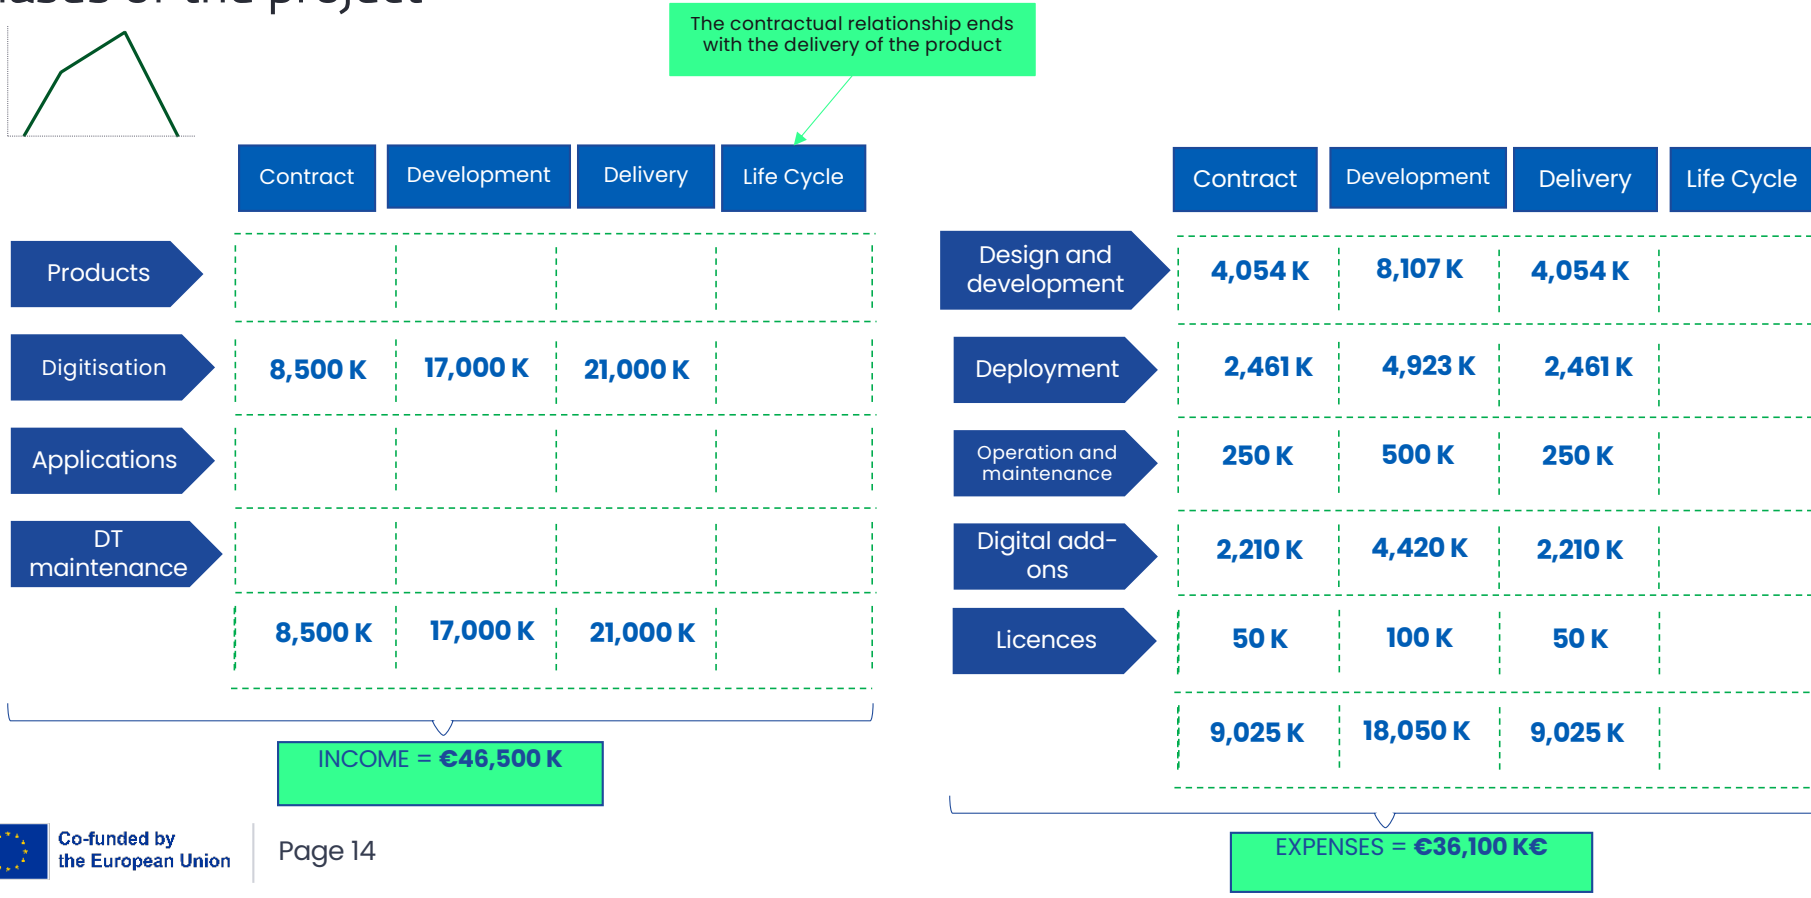 of the project
The contractual relationship ends
with the delivery of the product
Contract Development Delivery Life Cycle
Products
Digitisation 8,500 K 17,000 K 21,000 K
Applications
DT
maintenance
8,500 K 17,000 K 21,000 K
INCOME = €46,500 K
Contract Development Delivery Life Cycle
Design and
development
4,054 K 8,107 K 4,054 K
Deployment 2,461 K 4,923 K 2,461 K
Operation and
maintenance
250 K 500 K 250 K
Digital add-
ons
2,210 K 4,420 K 2,210 K
Licences 50 K 100 K 50 K
9,025 K 18,050 K 9,025 K
EXPENSES = €36,100 K€
Co-funded by
the European Union
Page 14